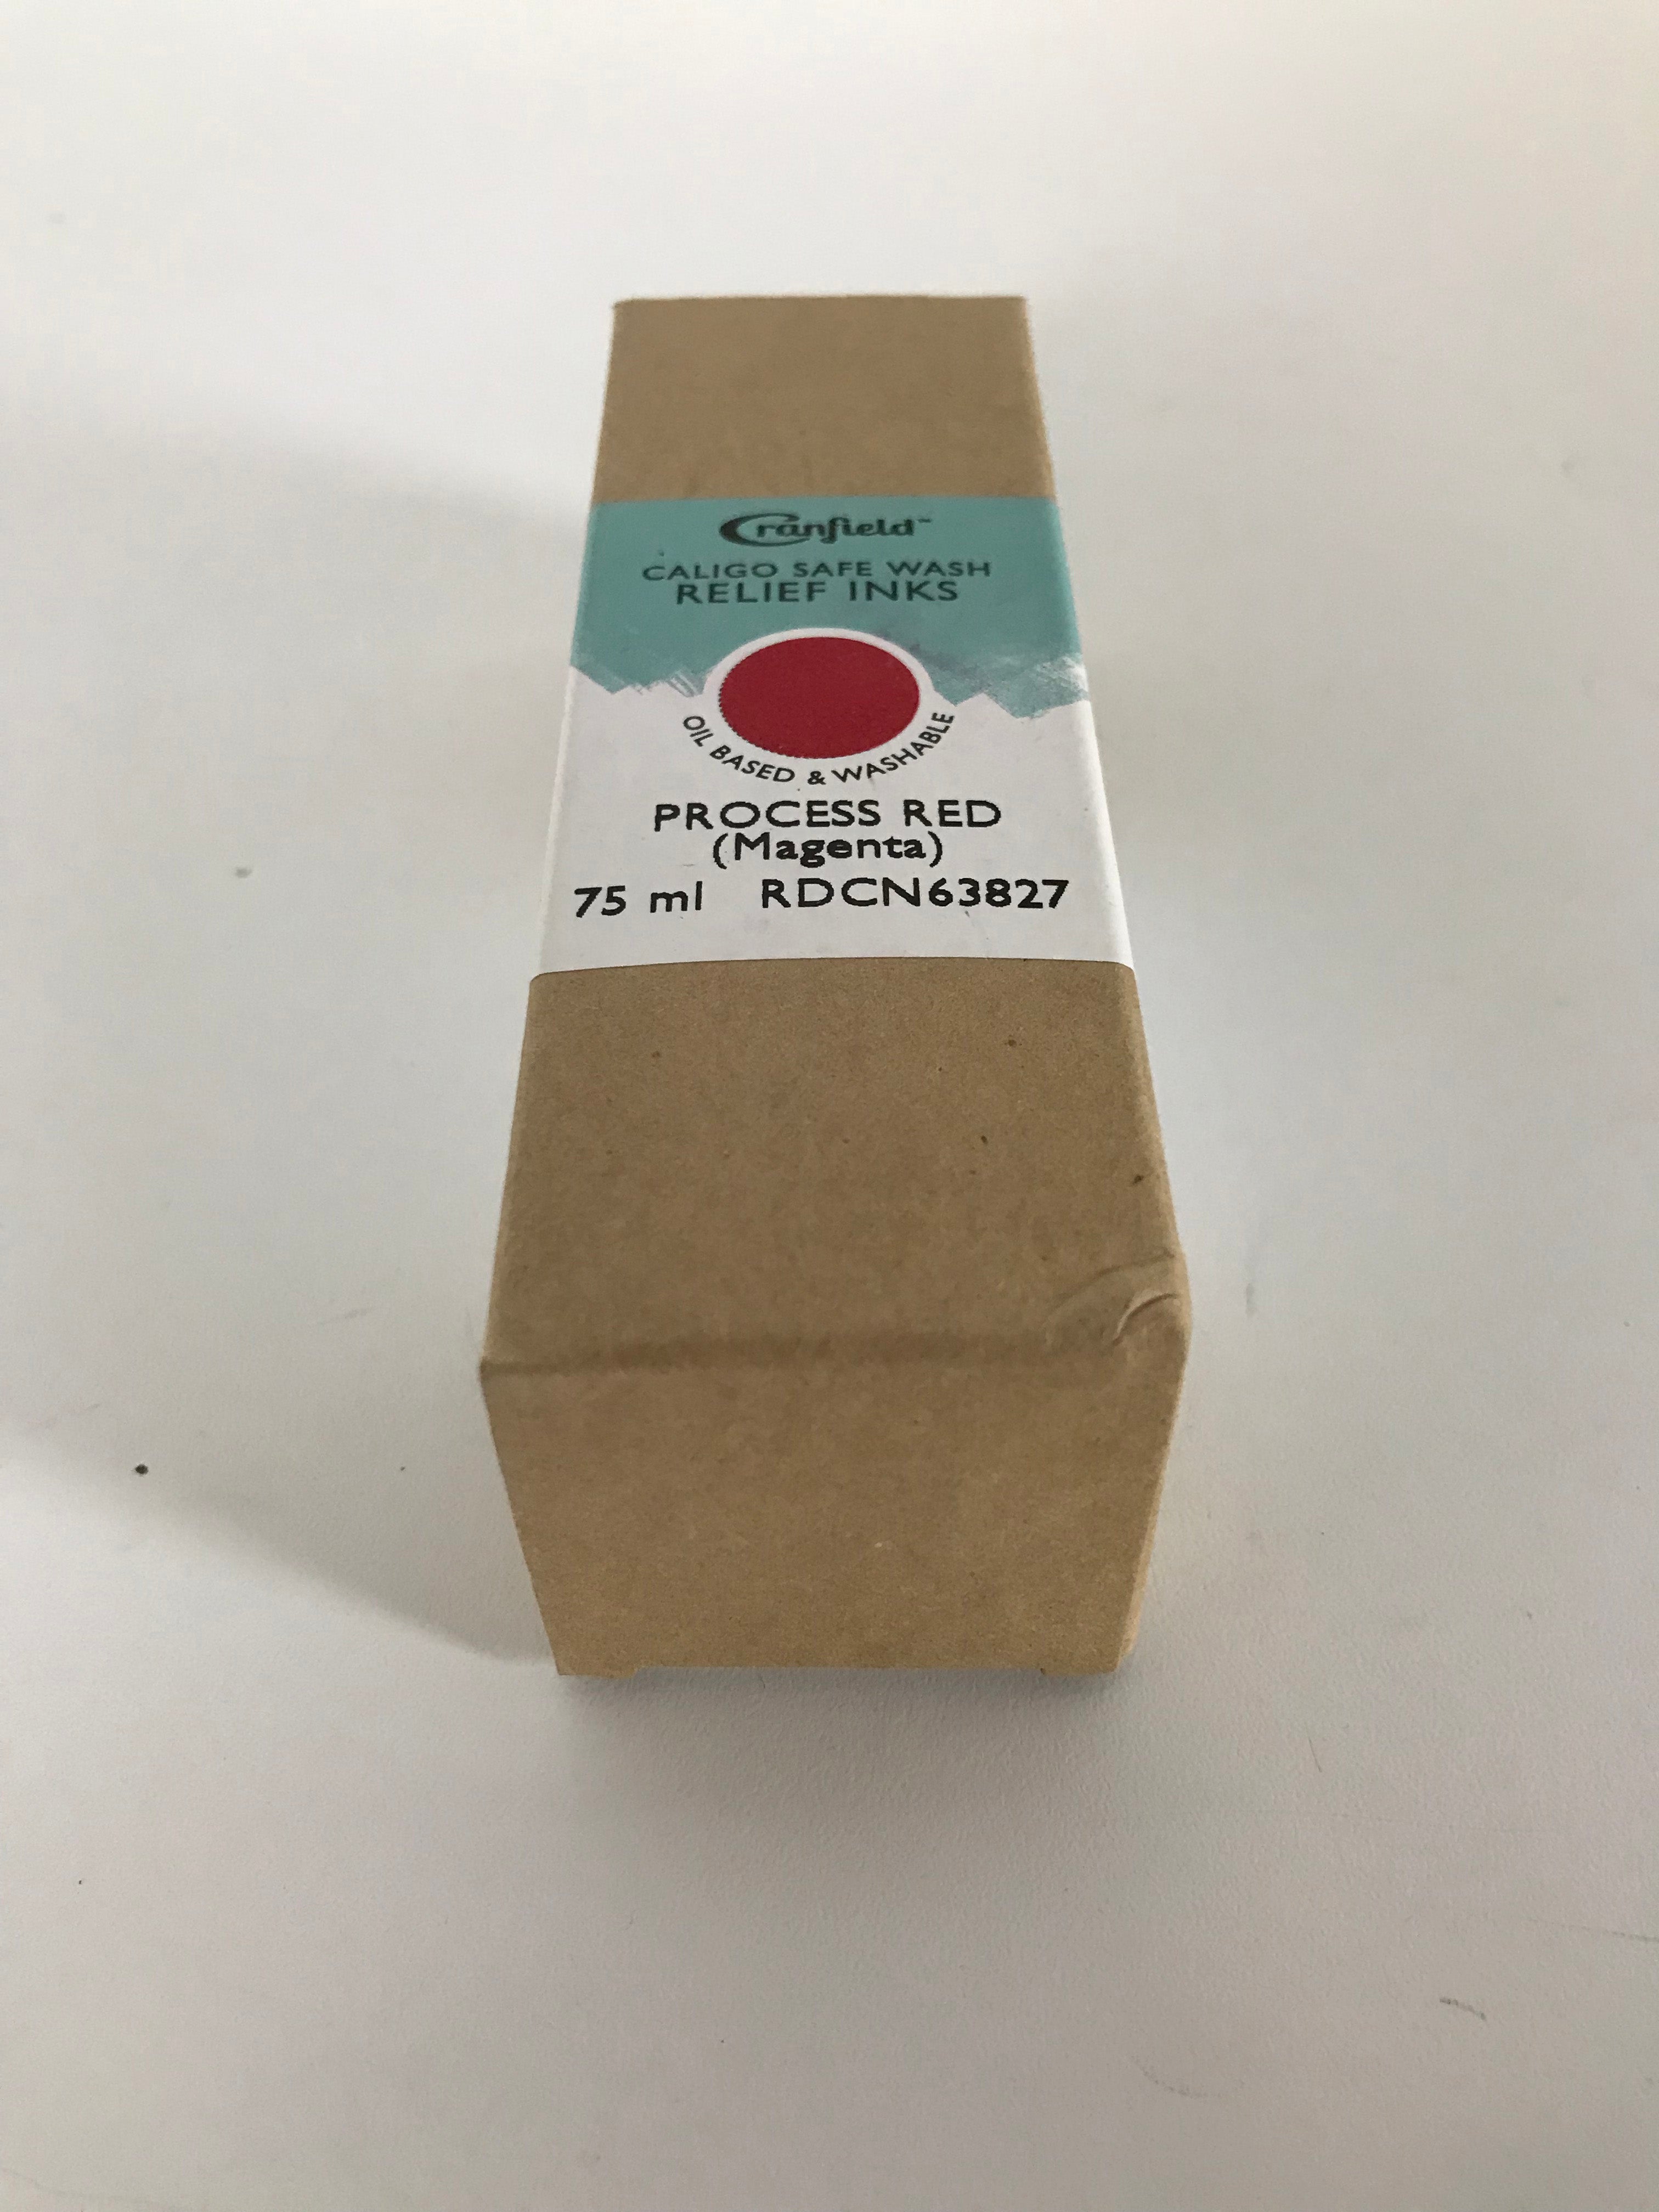 Cranfield™
CALIGO SAFE WASH
RELIEF INKS
OIL BASED & WASHABLE
PROCESS RED
(Magenta)
75 ml RDCN63827